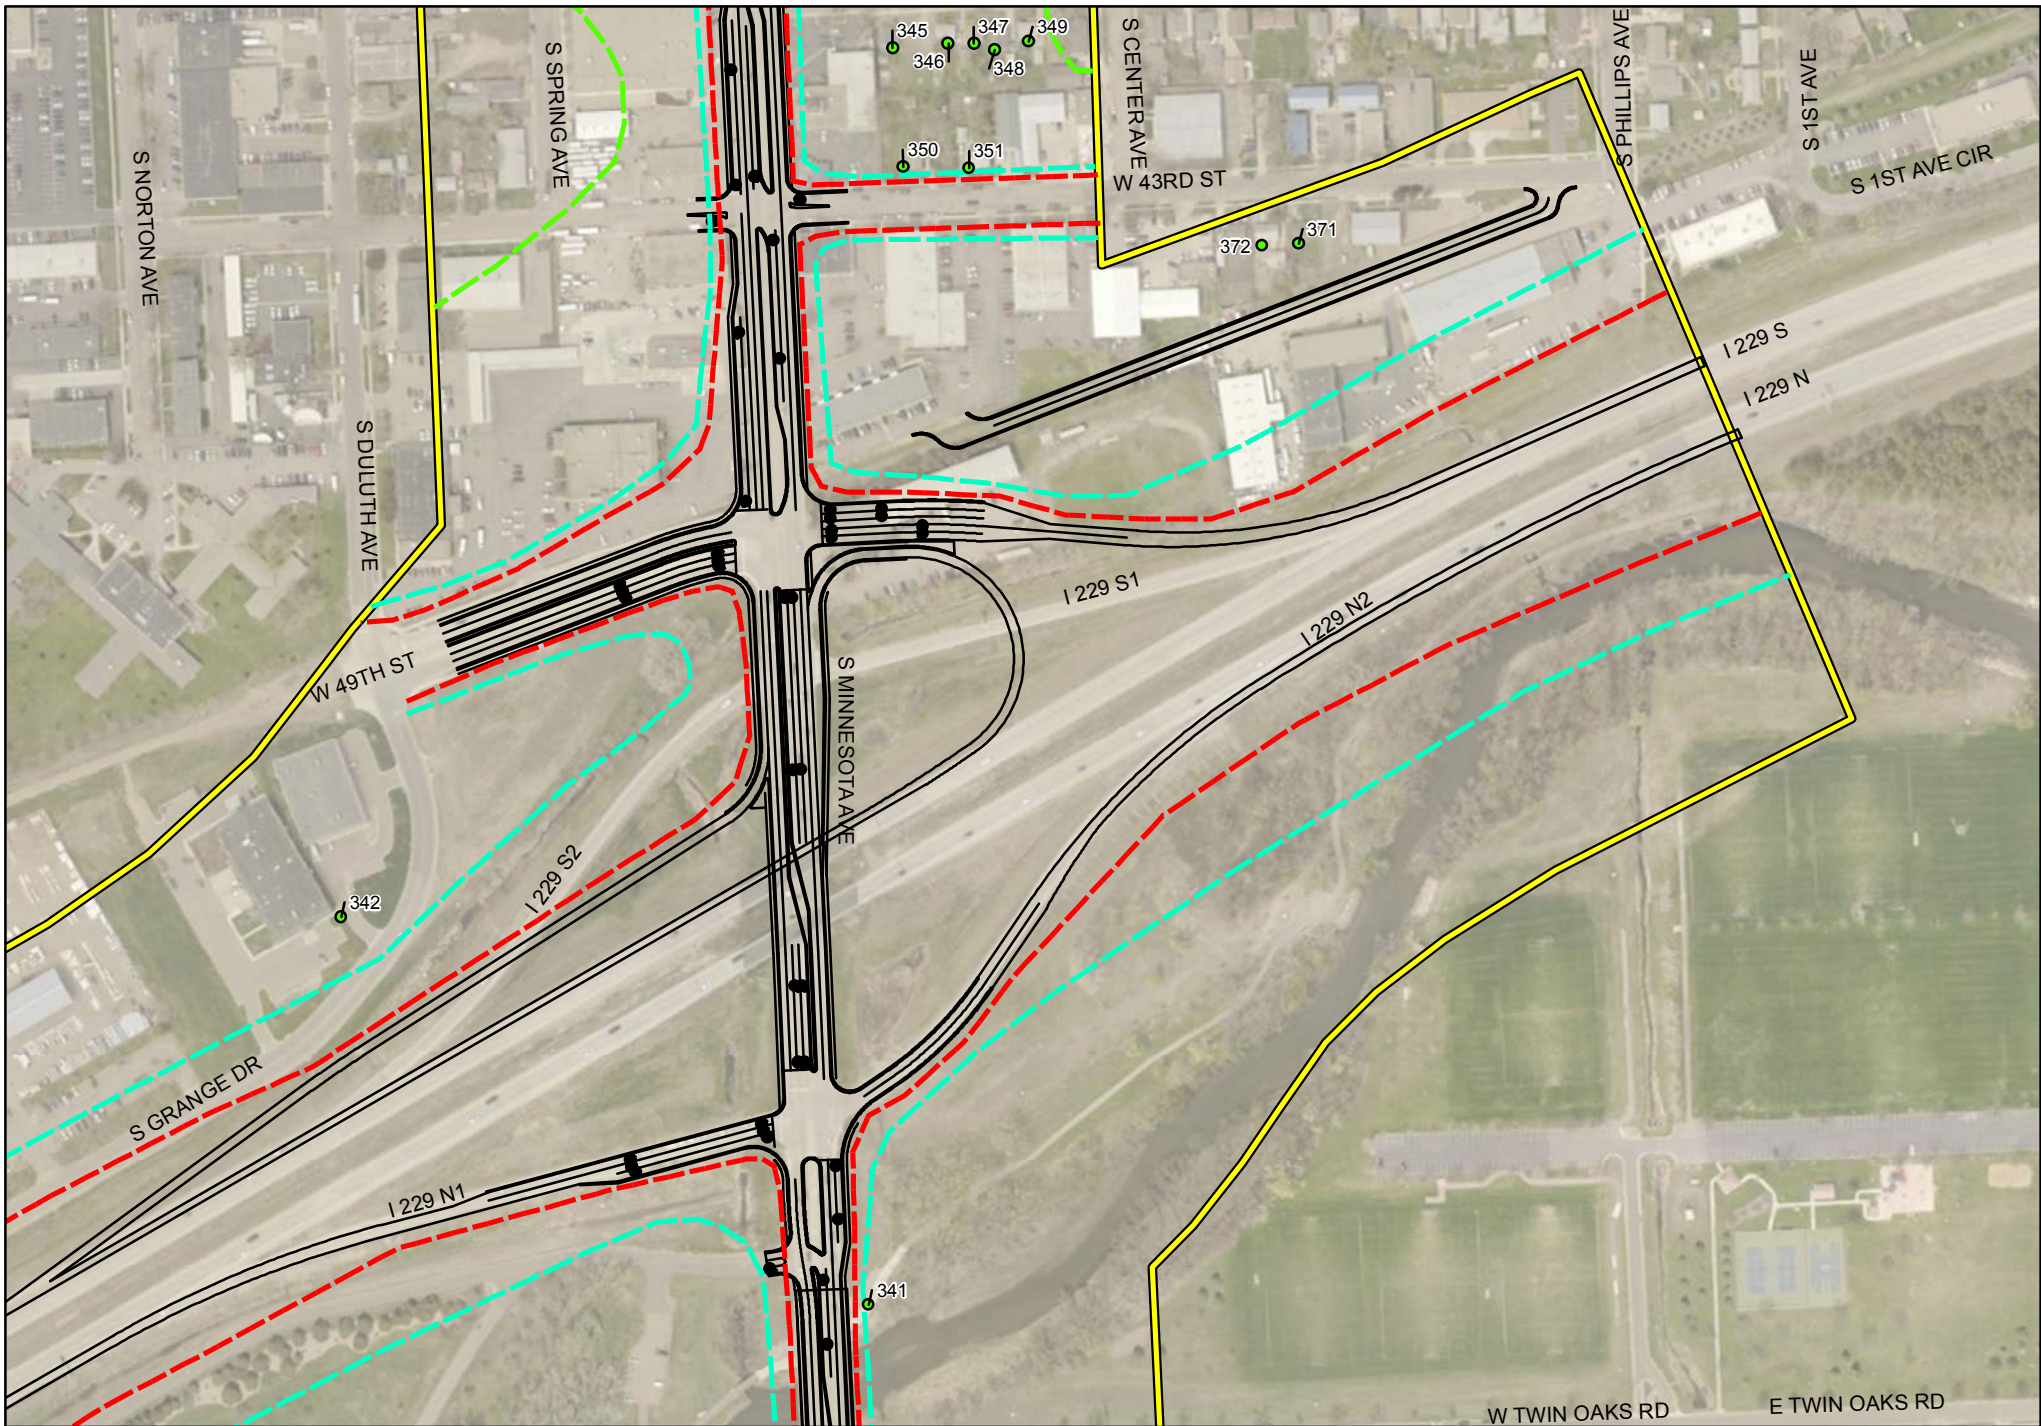 345
347
349
346
348
S CENTER AVE
S PHILLIPS AVE
S SPRING AVE
S 1ST AVE
S NORTON AVE
350
351
W 43RD ST
S 1ST AVE CIR
372
371
I 229 S
I 229 N
S DULUTH AVE
I 229 S1
I 229 N2
W 49TH ST
S MINNESOTA AVE
I 229 S2
342
S GRANGE DR
I 229 N1
341
W TWIN OAKS RD
E TWIN OAKS RD